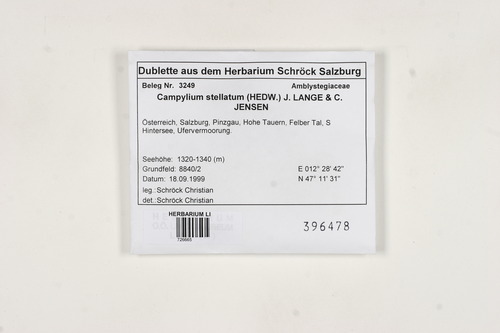 Dublette aus dem Herbarium Schröck Salzburg
Beleg Nr. 3249 Amblystegiaceae
Campylium stellatum (HEDW.) J. LANGE & C.
JENSEN
Österreich, Salzburg, Pinzgau, Hohe Tauern, Felber Tal, S
Hintersee, Ufervermoorung.
Seehöhe: 1320-1340 (m)
Grundfeld: 8840/2 E 012° 28' 42"
Datum: 18.09.1999 N 47° 11' 31"
leg.: Schröck Christian
det.: Schröck Christian
HERBARIUM LI
726665
396478